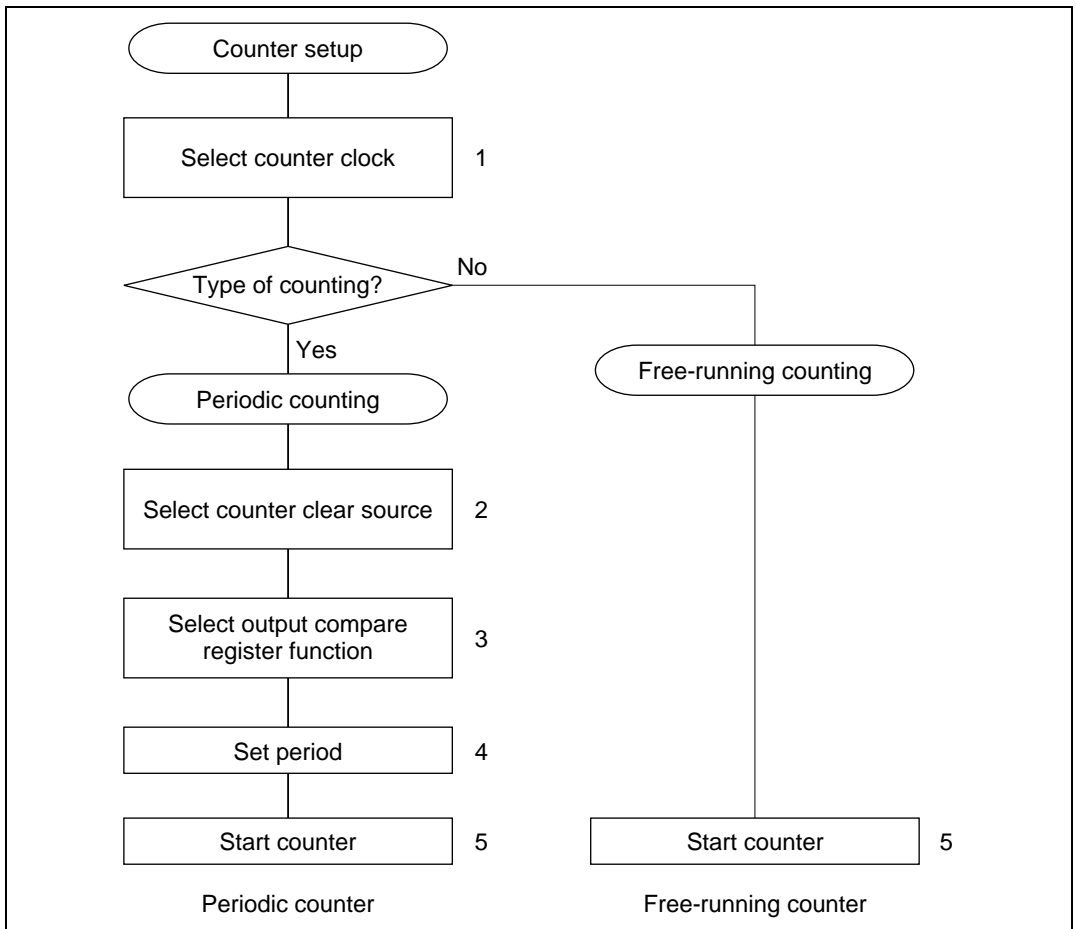 Counter setup
Select counter clock
1
Type of counting?
No
Yes
Free-running counting
Periodic counting
Select counter clear source
2
Select output compare
register function
3
Set period
4
Start counter
5
Start counter
5
Periodic counter
Free-running counter